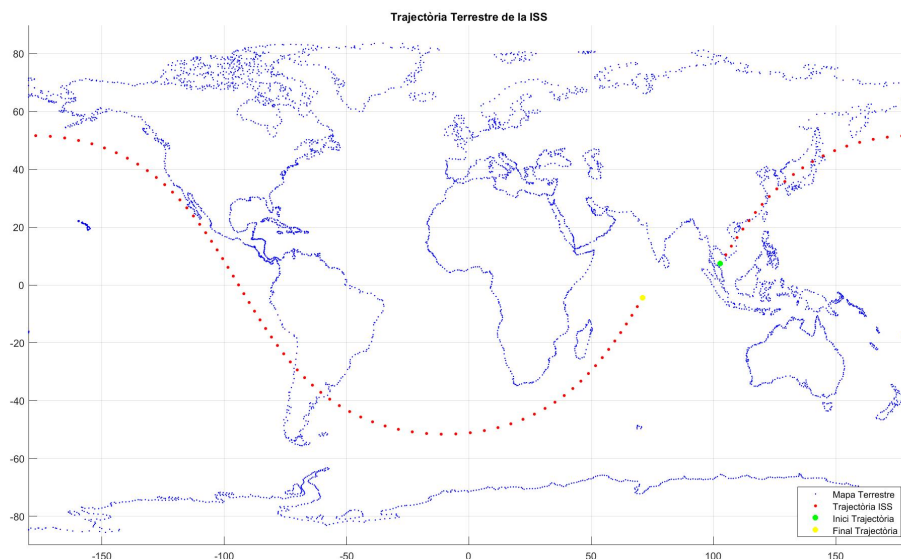 Trajectòria Terrestre de la ISS
80
60
40
20
0
-20
-40
-60
-80
-150 -100 -50 0 50 100 150
Mapa Terrestre
Trajectòria ISS
Inici Trajectòria
Final Trajectòria